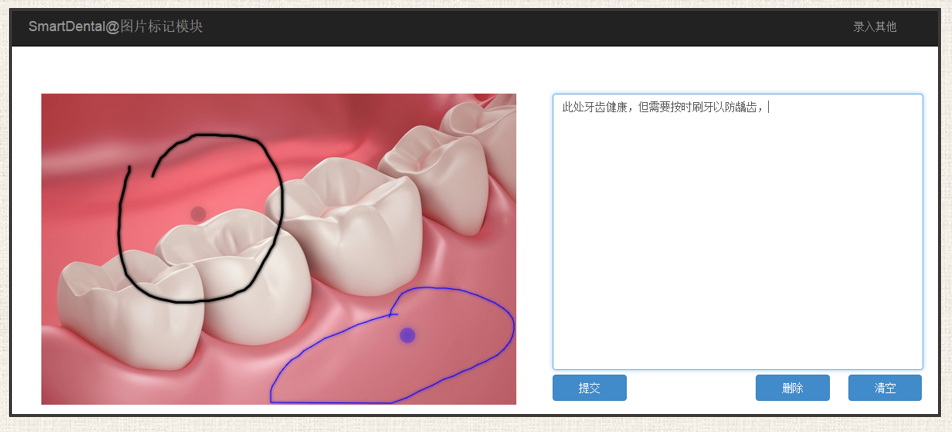 SmartDental@图片标记模块
录入其他
此处牙齿健康，但需要按时刷牙以防龋齿，
提交
删除
清空